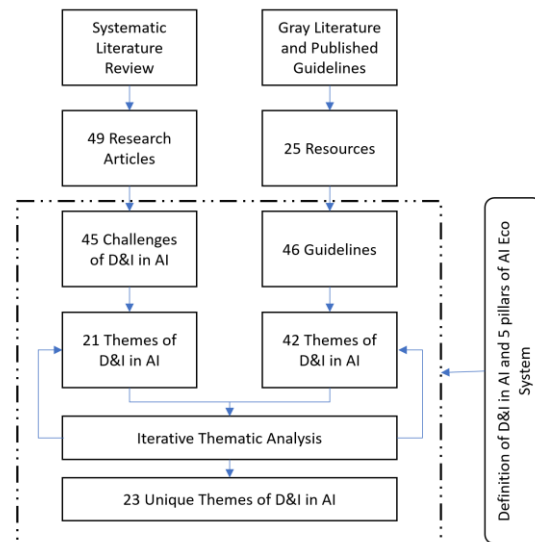 Systematic
Literature
Review
Gray Literature
and Published
Guidelines
49 Research
Articles
25 Resources
45 Challenges
of D&I in AI
46 Guidelines
21 Themes of
D&I in AI
42 Themes of
D&I in AI
Iterative Thematic Analysis
23 Unique Themes of D&I in AI
Definition of D&I in AI and 5 pillars of AI Eco
System